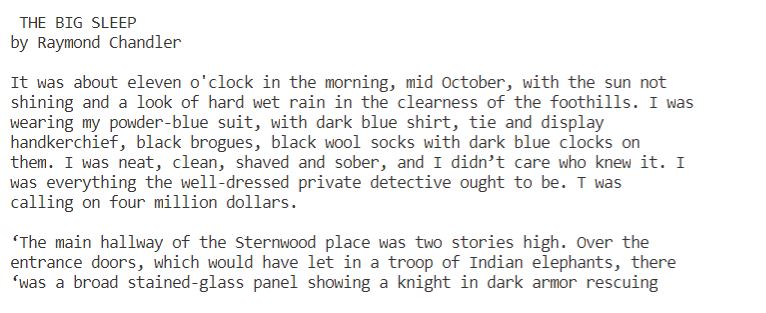 THE BIG SLEEP
by Raymond Chandler
It was about eleven o'clock in the morning, mid October, with the sun not
shining and a look of hard wet rain in the clearness of the foothills. I was
wearing my powder-blue suit, with dark blue shirt, tie and display
handkerchief, black brogues, black wool socks with dark blue clocks on
them. I was neat, clean, shaved and sober, and I didn’t care who knew it. I
was everything the well-dressed private detective ought to be. T was
calling on four million dollars.
‘The main hallway of the Sternwood place was two stories high. Over the
entrance doors, which would have let in a troop of Indian elephants, there
‘was a broad stained-glass panel showing a knight in dark armor rescuing